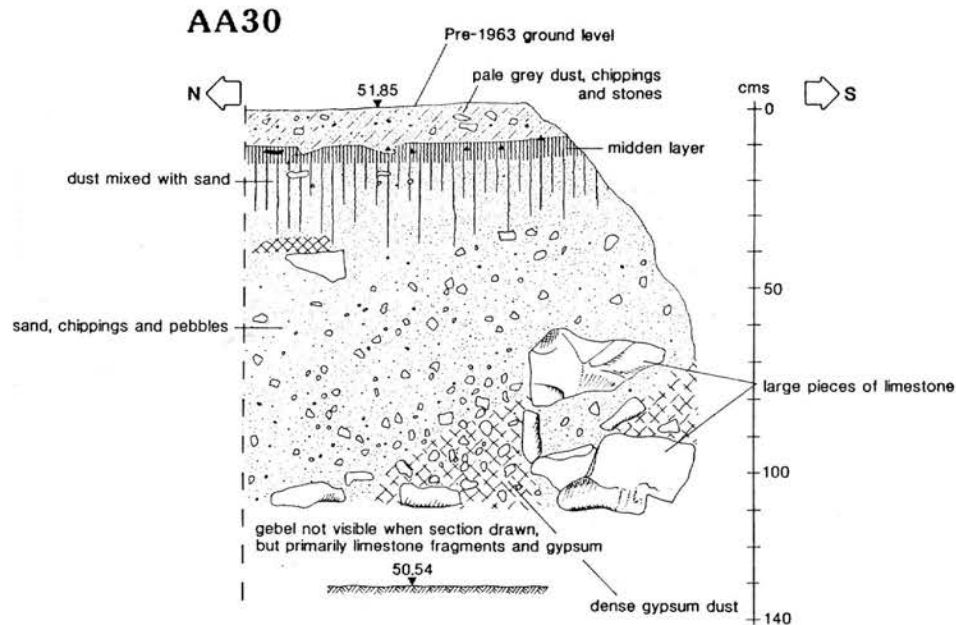 AA30
Pre-1963 ground level
pale grey dust, chippings
and stones
N
51.85
cms
S
0
midden layer
dust mixed with sand
50
sand, chippings and pebbles
large pieces of limestone
100
gebel not visible when section drawn,
but primarily limestone fragments and gypsum
50.54
dense gypsum dust
140